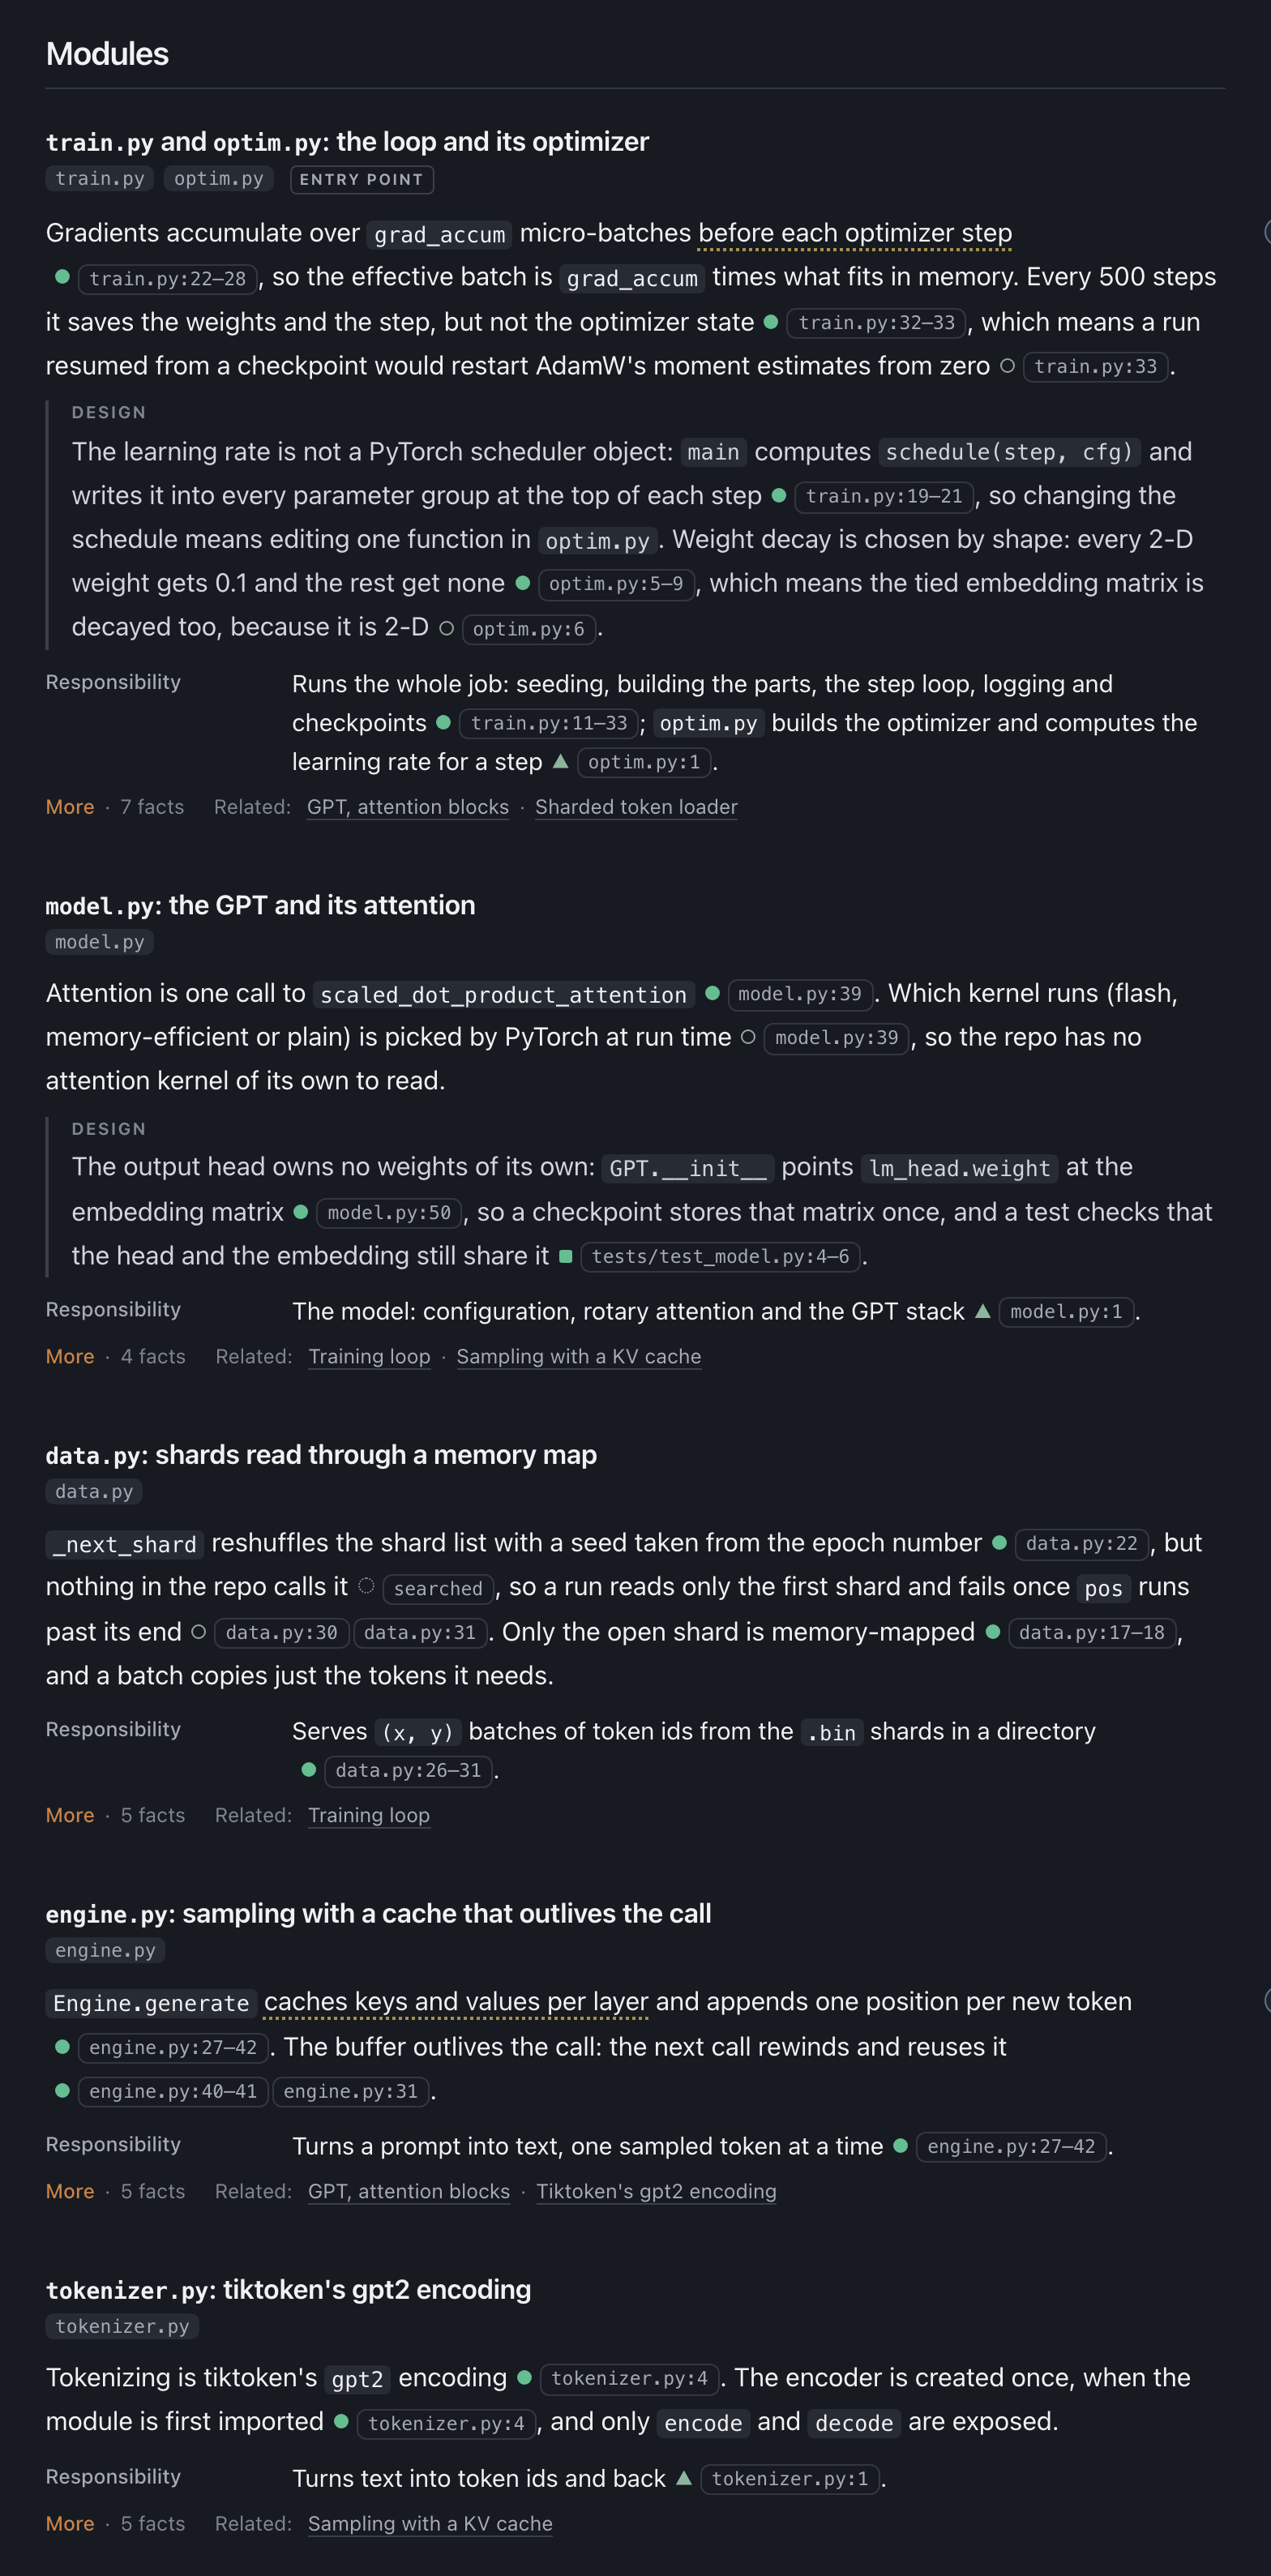 Modules
train.py and optim.py: the loop and its optimizer
train.py optim.py ENTRY POINT
Gradients accumulate over grad_accum micro-batches before each optimizer step
train.py:22–28, so the effective batch is grad_accum times what fits in memory. Every 500 steps
it saves the weights and the step, but not the optimizer state train.py:32–33, which means a run
resumed from a checkpoint would restart AdamW's moment estimates from zero train.py:33.
DESIGN
The learning rate is not a PyTorch scheduler object: main computes schedule(step, cfg) and
writes it into every parameter group at the top of each step train.py:19–21, so changing the
schedule means editing one function in optim.py. Weight decay is chosen by shape: every 2-D
weight gets 0.1 and the rest get none optim.py:5–9, which means the tied embedding matrix is
decayed too, because it is 2-D optim.py:6.
Responsibility Runs the whole job: seeding, building the parts, the step loop, logging and
checkpoints train.py:11–33; optim.py builds the optimizer and computes the
learning rate for a step optim.py:1.
More · 7 facts Related: GPT, attention blocks · Sharded token loader
model.py: the GPT and its attention
model.py
Attention is one call to scaled_dot_product_attention model.py:39. Which kernel runs (flash,
memory-efficient or plain) is picked by PyTorch at run time model.py:39, so the repo has no
attention kernel of its own to read.
DESIGN
The output head owns no weights of its own: GPT.__init__ points lm_head.weight at the
embedding matrix model.py:50, so a checkpoint stores that matrix once, and a test checks that
the head and the embedding still share it tests/test_model.py:4–6.
Responsibility The model: configuration, rotary attention and the GPT stack model.py:1.
More · 4 facts Related: Training loop · Sampling with a KV cache
data.py: shards read through a memory map
data.py
_next_shard reshuffles the shard list with a seed taken from the epoch number data.py:22, but
nothing in the repo calls it searched, so a run reads only the first shard and fails once pos runs
past its end data.py:30 data.py:31. Only the open shard is memory-mapped data.py:17–18,
and a batch copies just the tokens it needs.
Responsibility Serves (x, y) batches of token ids from the .bin shards in a directory
data.py:26–31.
More · 5 facts Related: Training loop
engine.py: sampling with a cache that outlives the call
engine.py
Engine.generate caches keys and values per layer and appends one position per new token
engine.py:27–42. The buffer outlives the call: the next call rewinds and reuses it
engine.py:40–41 engine.py:31.
Responsibility Turns a prompt into text, one sampled token at a time engine.py:27–42.
More · 5 facts Related: GPT, attention blocks · Tiktoken's gpt2 encoding
tokenizer.py: tiktoken's gpt2 encoding
tokenizer.py
Tokenizing is tiktoken's gpt2 encoding tokenizer.py:4. The encoder is created once, when the
module is first imported tokenizer.py:4, and only encode and decode are exposed.
Responsibility Turns text into token ids and back tokenizer.py:1.
More · 5 facts Related: Sampling with a KV cache